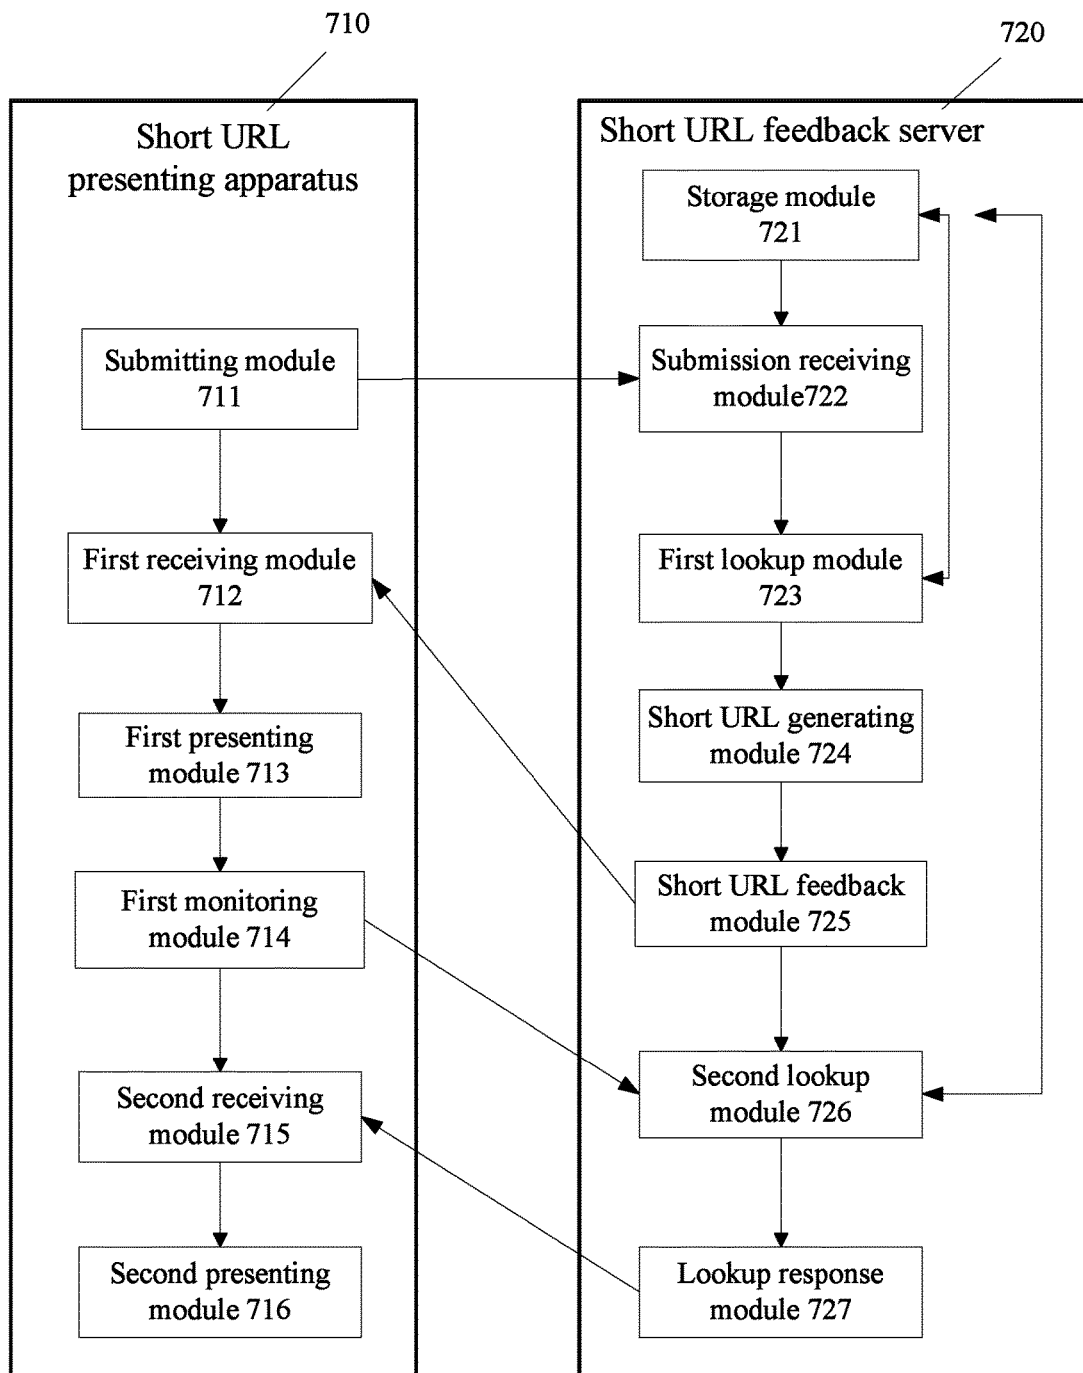 710
720
Short URL
presenting apparatus
Submitting module
711
First receiving module
712
First presenting
module 713
First monitoring
module 714
Second receiving
module 715
Second presenting
module 716
Short URL feedback server
Storage module
721
Submission receiving
module722
First lookup module
723
Short URL generating
module 724
Short URL feedback
module 725
Second lookup
module 726
Lookup response
module 727